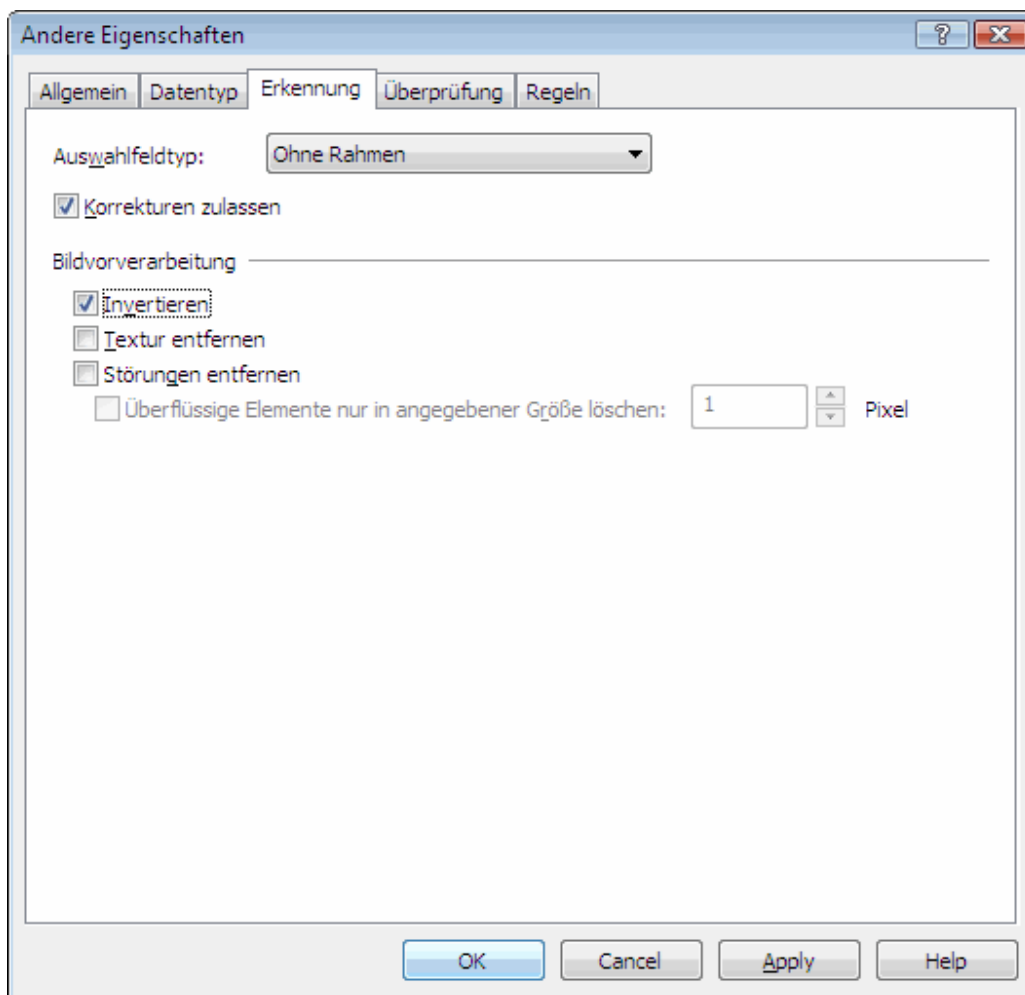 Andere Eigenschaften
Allgemein Datentyp Erkennung Überprüfung Regeln
Auswahlfeldtyp: Ohne Rahmen
Korrekturen zulassen
Bildvorverarbeitung
Invertieren
Textur entfernen
Störungen entfernen
Überflüssige Elemente nur in angegebener Größe löschen: 1 Pixel
OK Cancel Apply Help